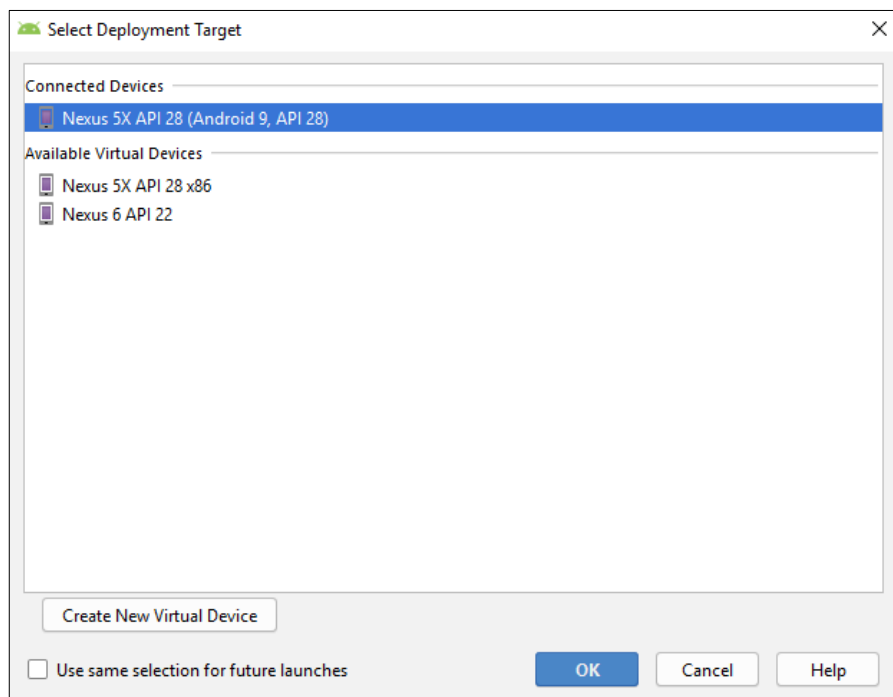 Select Deployment Target
Connected Devices
Nexus 5X API 28 (Android 9, API 28)
Available Virtual Devices
Nexus 5X API 28 x86
Nexus 6 API 22
Create New Virtual Device
Use same selection for future launches
OK
Cancel
Help